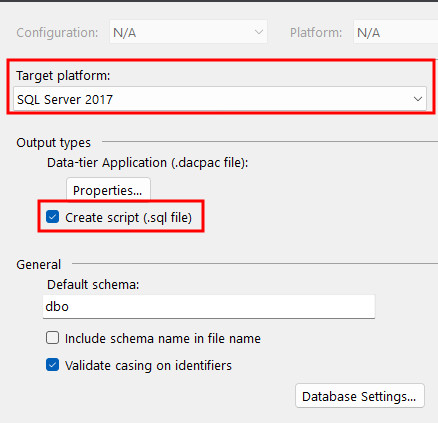 Configuration: N/A Platform: N/A
Target platform:
SQL Server 2017
Output types
Data-tier Application (.dacpac file):
Properties...
Create script (.sql file)
General
Default schema:
dbo
Include schema name in file name
Validate casing on identifiers
Database Settings...